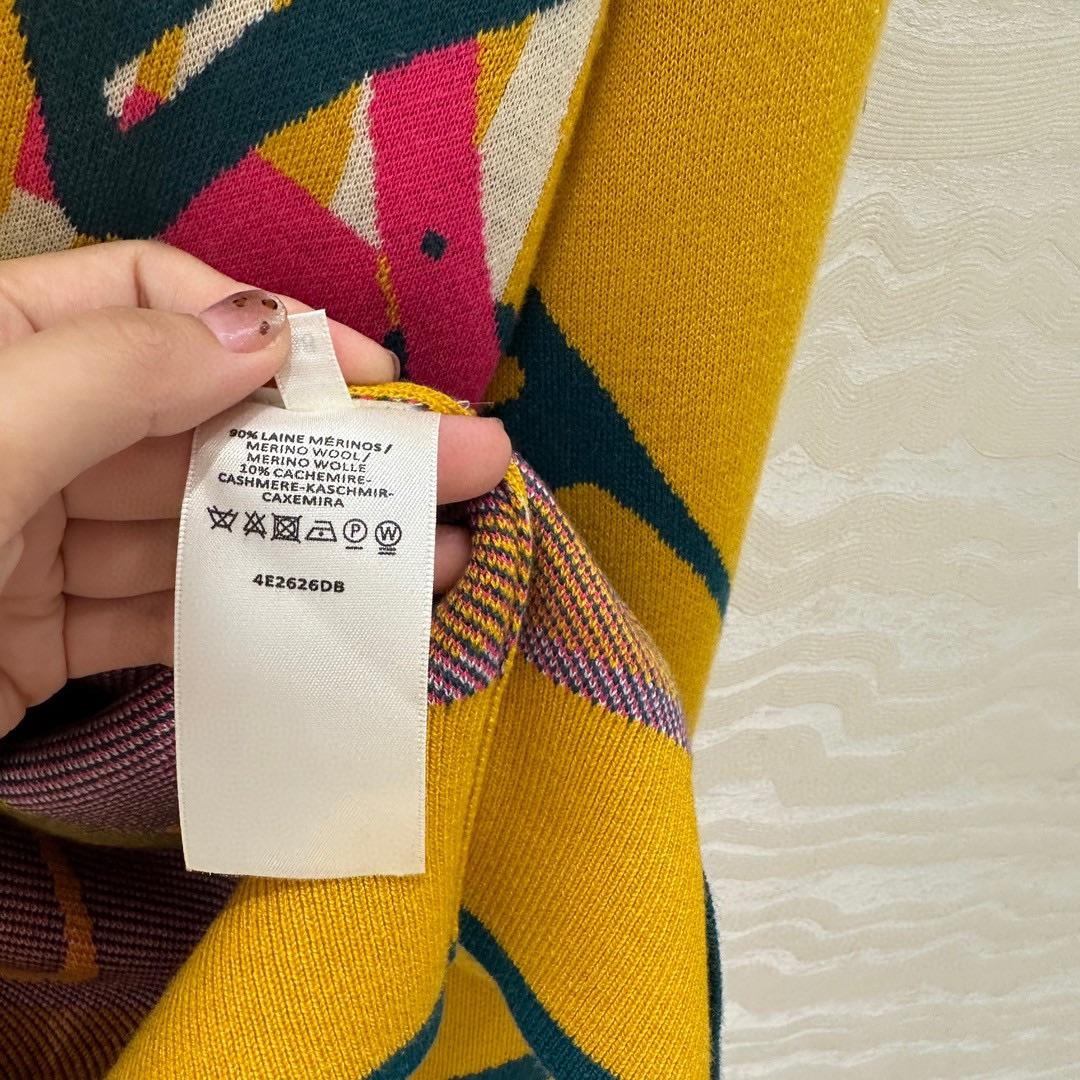 90% LAINE MÉRINOS/
MERINO WOOL/
MERINO WOLLE
10% CACHEMIRE-
CASHMERE-KASCHMIR-
CAXEMIRA
P W
4E2626DB